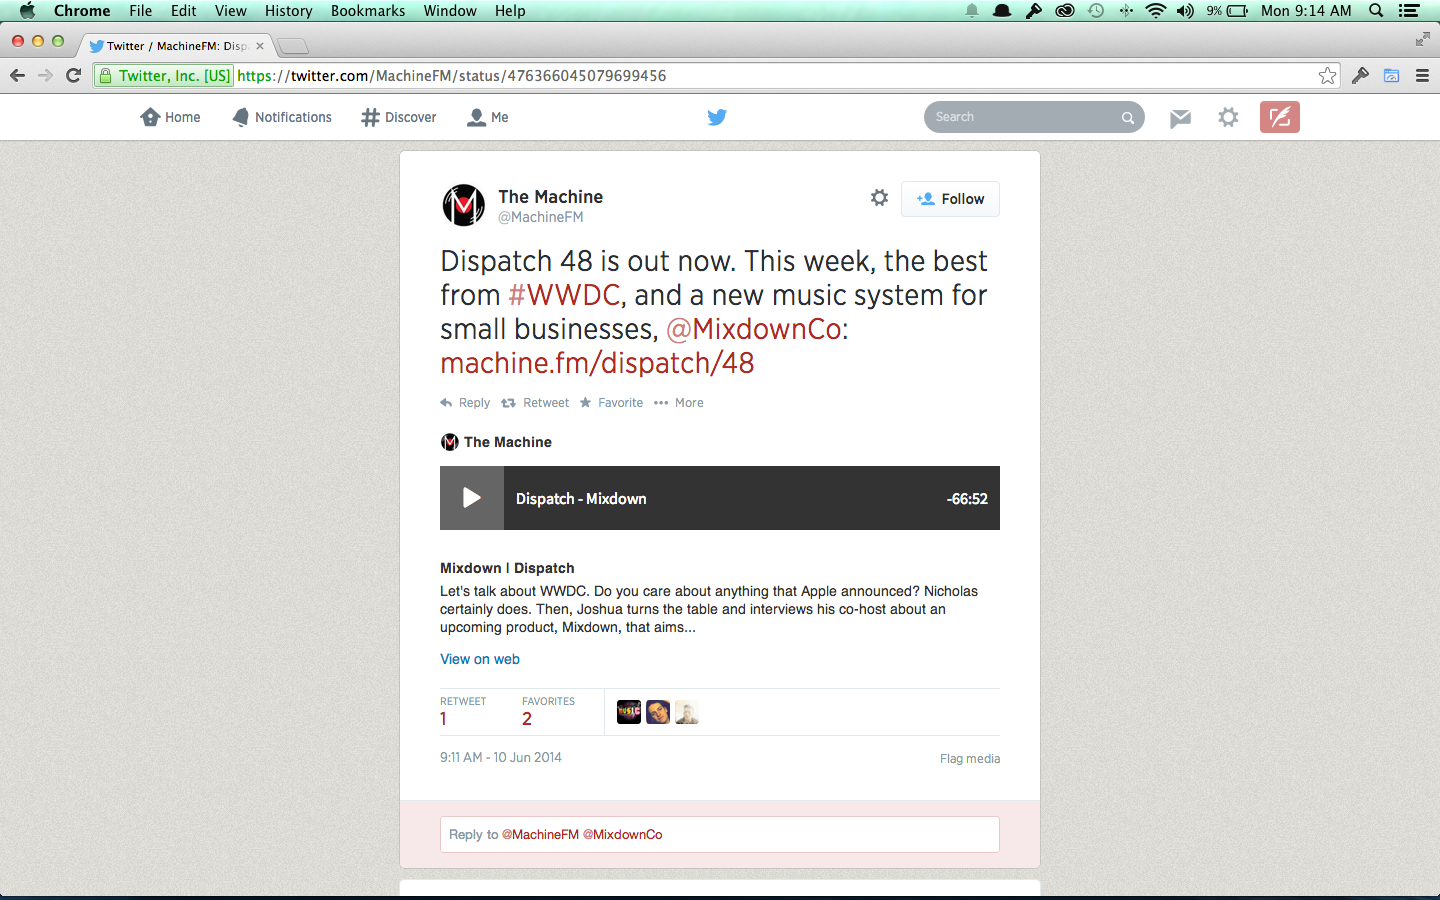 Chrome File Edit View History Bookmarks Window Help 9% Mon 9:14 AM
Twitter / MachineFM: Disp
Twitter, Inc. [US] https://twitter.com/MachineFM/status/476366045079699456
Home Notifications Discover Me Search
The Machine
@MachineFM
Follow
Dispatch 48 is out now. This week, the best
from #WWDC, and a new music system for
small businesses, @MixdownCo:
machine.fm/dispatch/48
Reply Retweet Favorite More
The Machine
Dispatch - Mixdown -66:52
Mixdown | Dispatch
Let's talk about WWDC. Do you care about anything that Apple announced? Nicholas
certainly does. Then, Joshua turns the table and interviews his co-host about an
upcoming product, Mixdown, that aims...
View on web
RETWEET FAVORITES
1 2
MUSIC
9:11 AM - 10 Jun 2014 Flag media
Reply to @MachineFM @MixdownCo